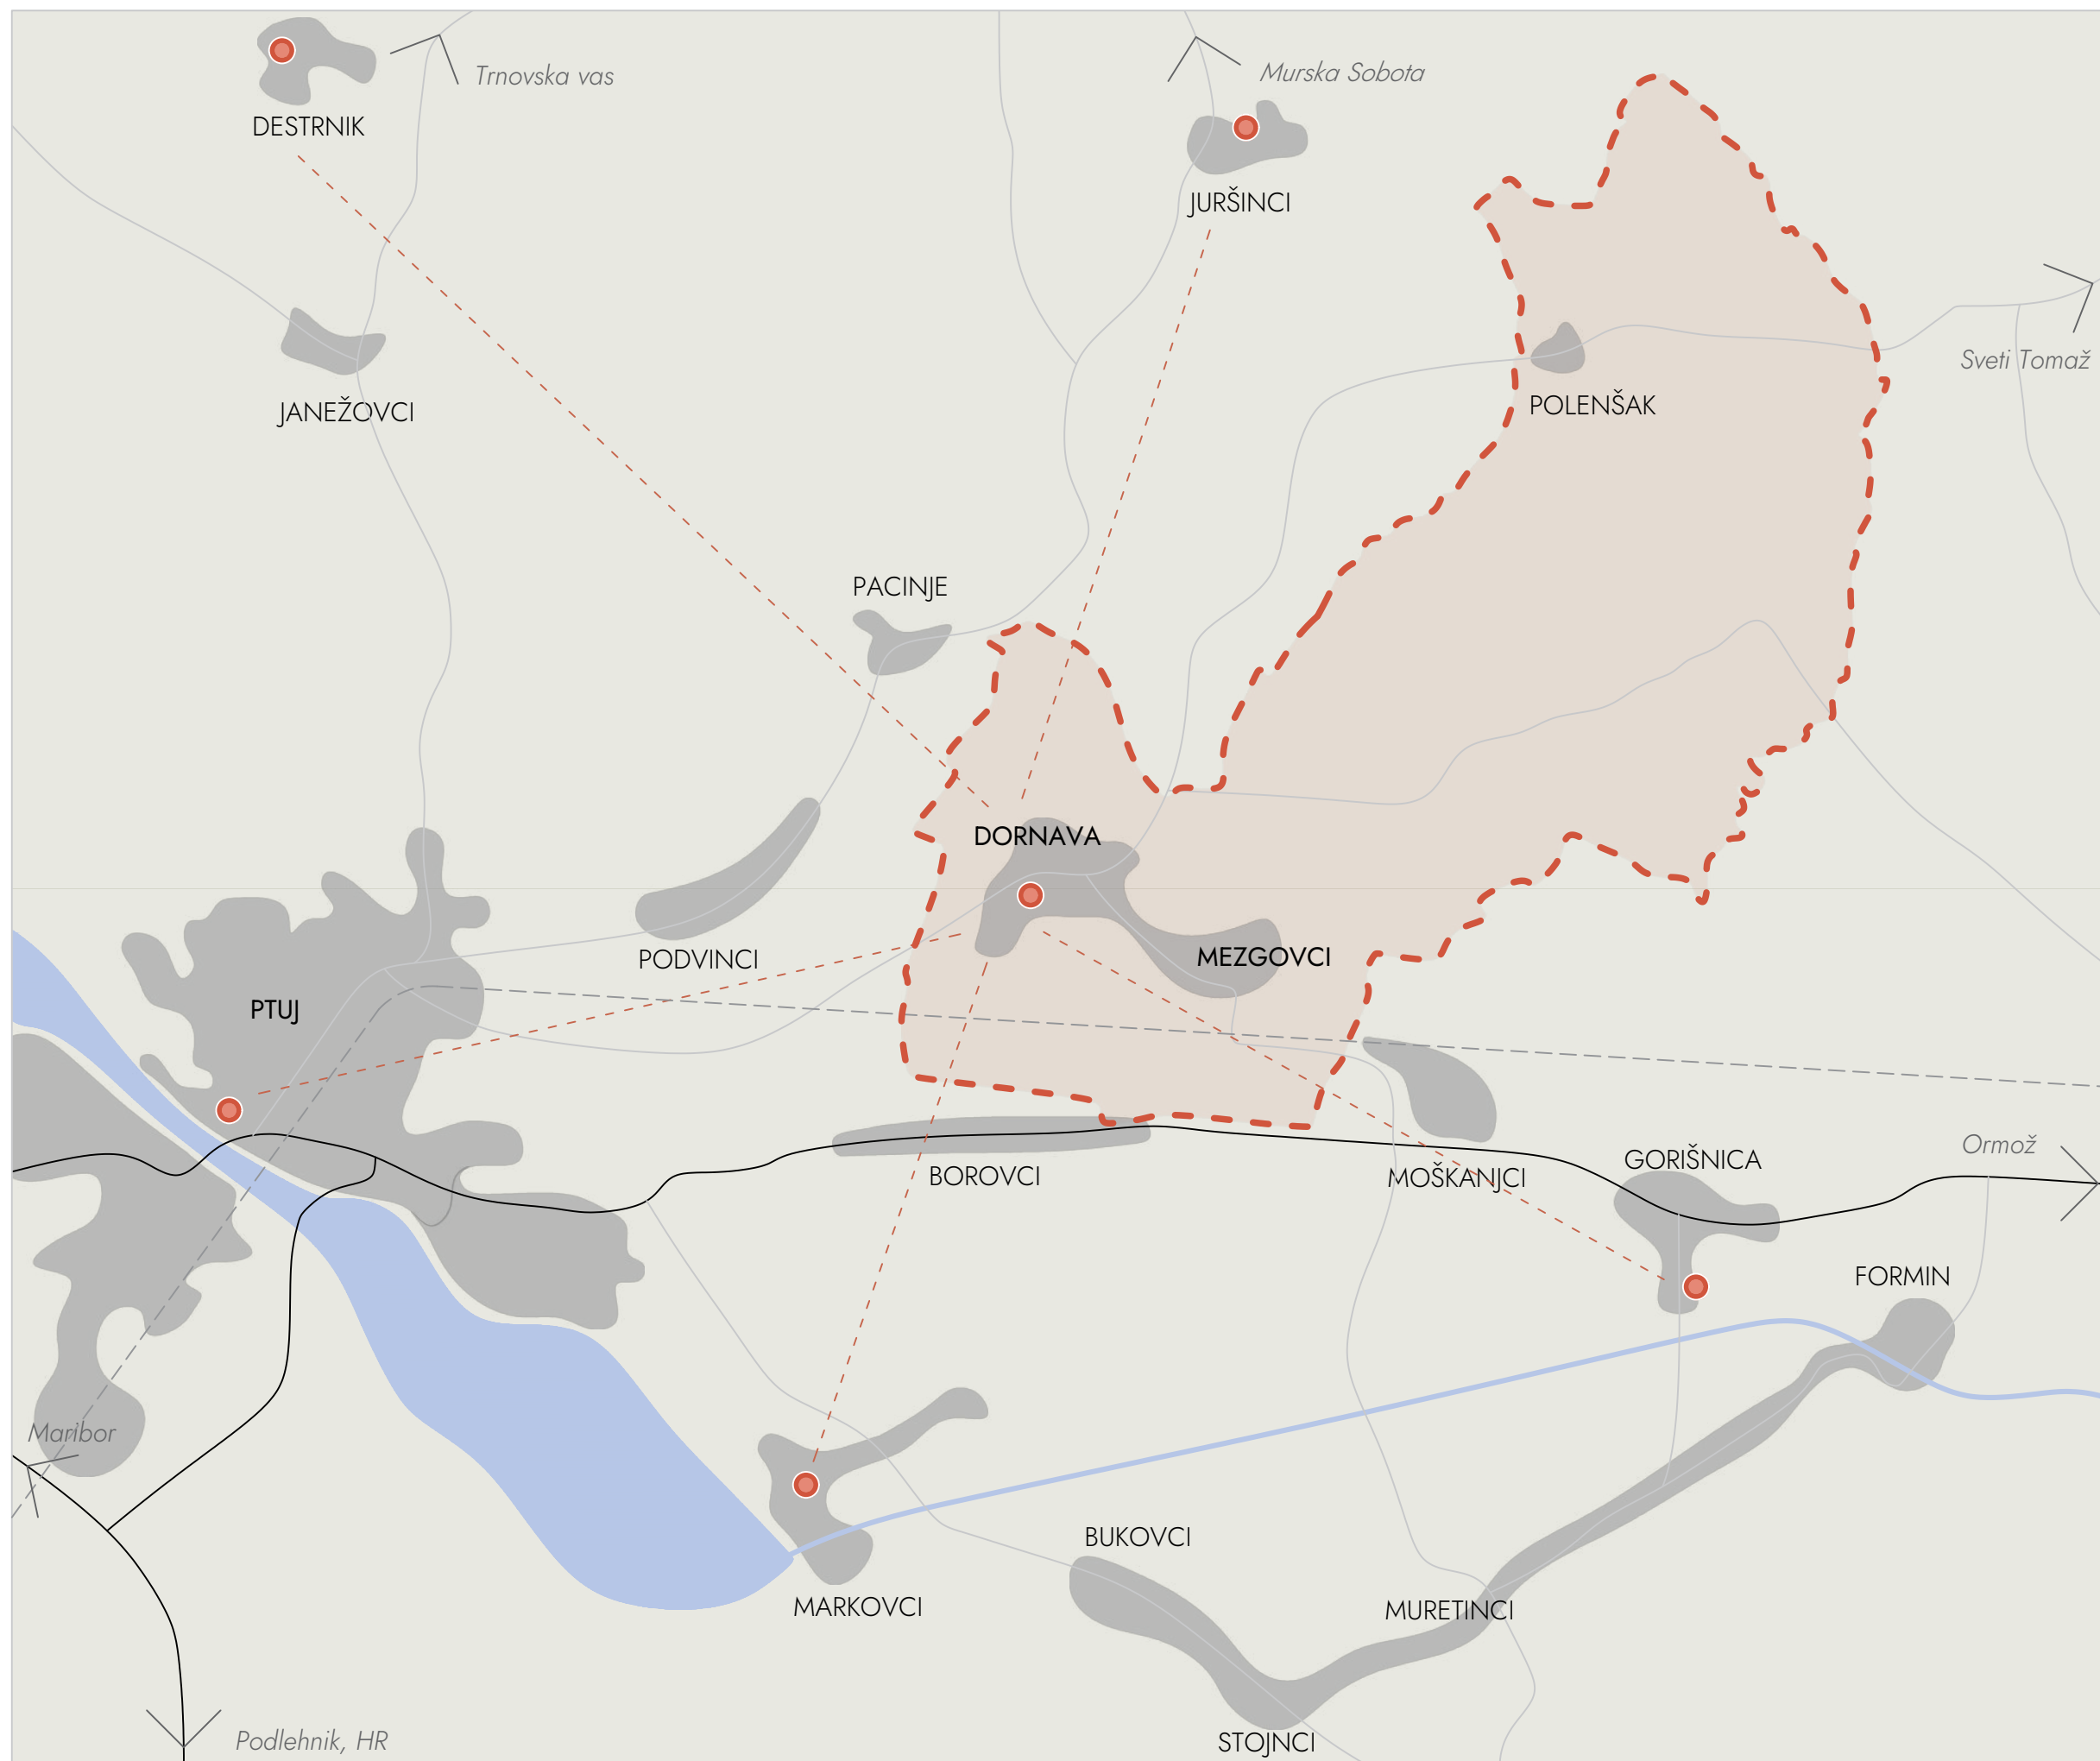 Trnovska vas
Murska Sobota
DESTRNIK
JURŠINCI
Sveti Tomaž
POLENŠAK
JANEŽOVCI
PACINJE
DORNAVA
PODVINCI
MEZGOVCI
PTUJ
Ormož
GORIŠNICA
BOROVCI
MOŠKANJCI
FORMIN
Maribor
BUKOVCI
MARKOVCI
MURETINCI
Podlehnik, HR
STOJNCI